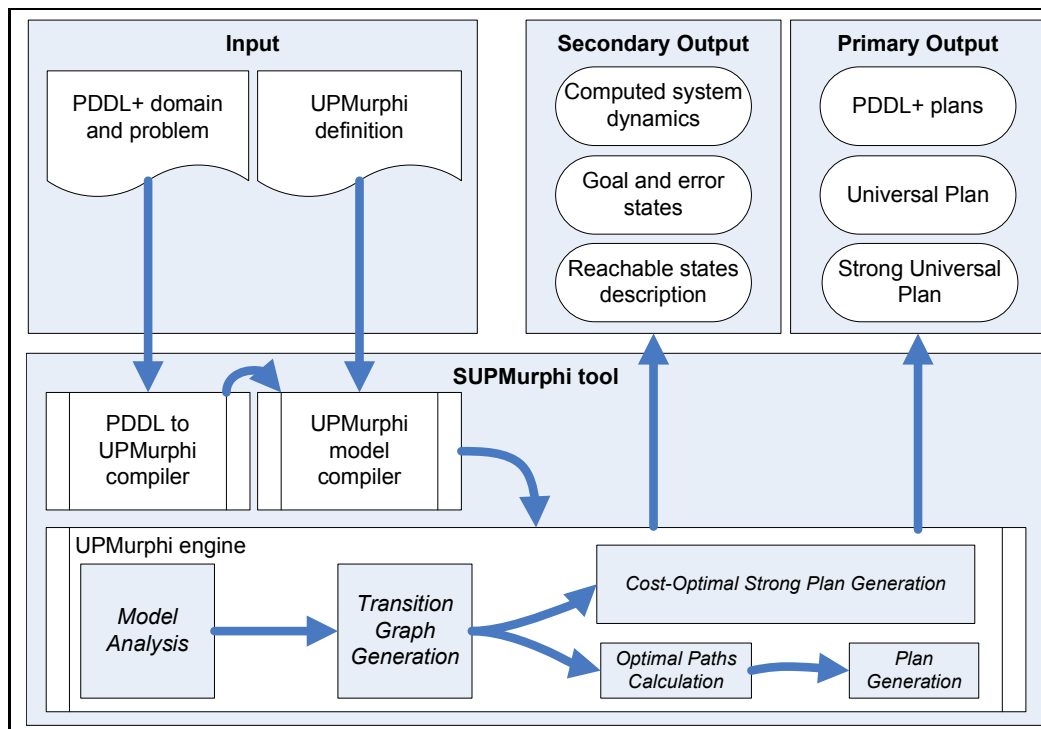 Input
PDDL+ domain
and problem
UPMurphi
definition
Secondary Output
Computed system
dynamics
Goal and error
states
Reachable states
description
Primary Output
PDDL+ plans
Universal Plan
Strong Universal
Plan
SUPMurphi tool
PDDL to
UPMurphi
compiler
UPMurphi
model
compiler
UPMurphi engine
Model
Analysis
Transition
Graph
Generation
Cost-Optimal Strong Plan Generation
Optimal Paths
Calculation
Plan
Generation